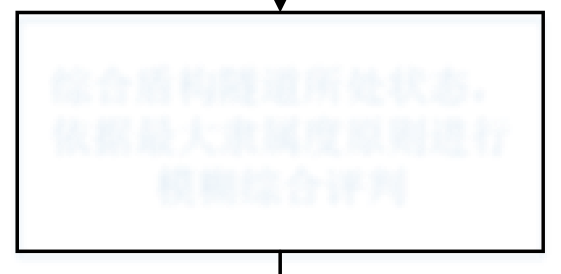 综合盾构隧道所处状态，
依据最大隶属度原则进行
模糊综合评判